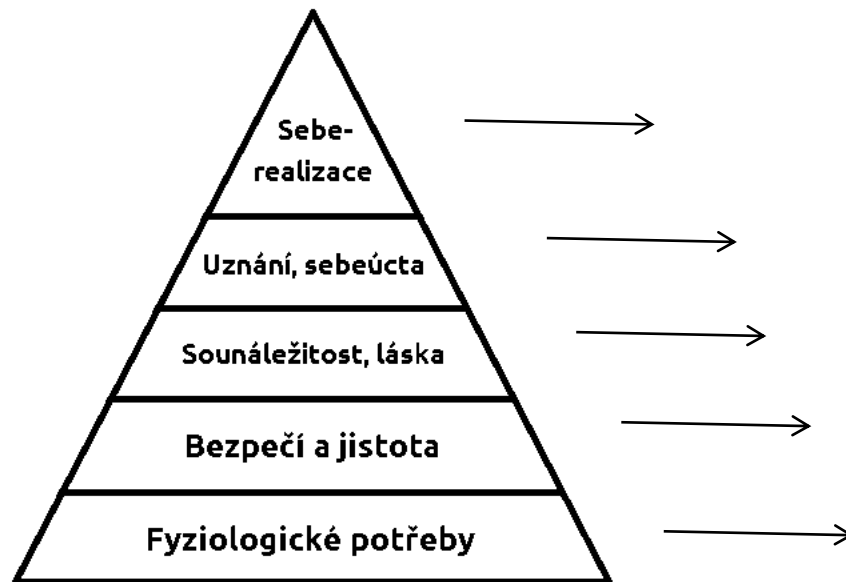 Sebe-
realizace
Uznání, sebeúcta
Sounáležitost, láska
Bezpečí a jistota
Fyziologické potřeby